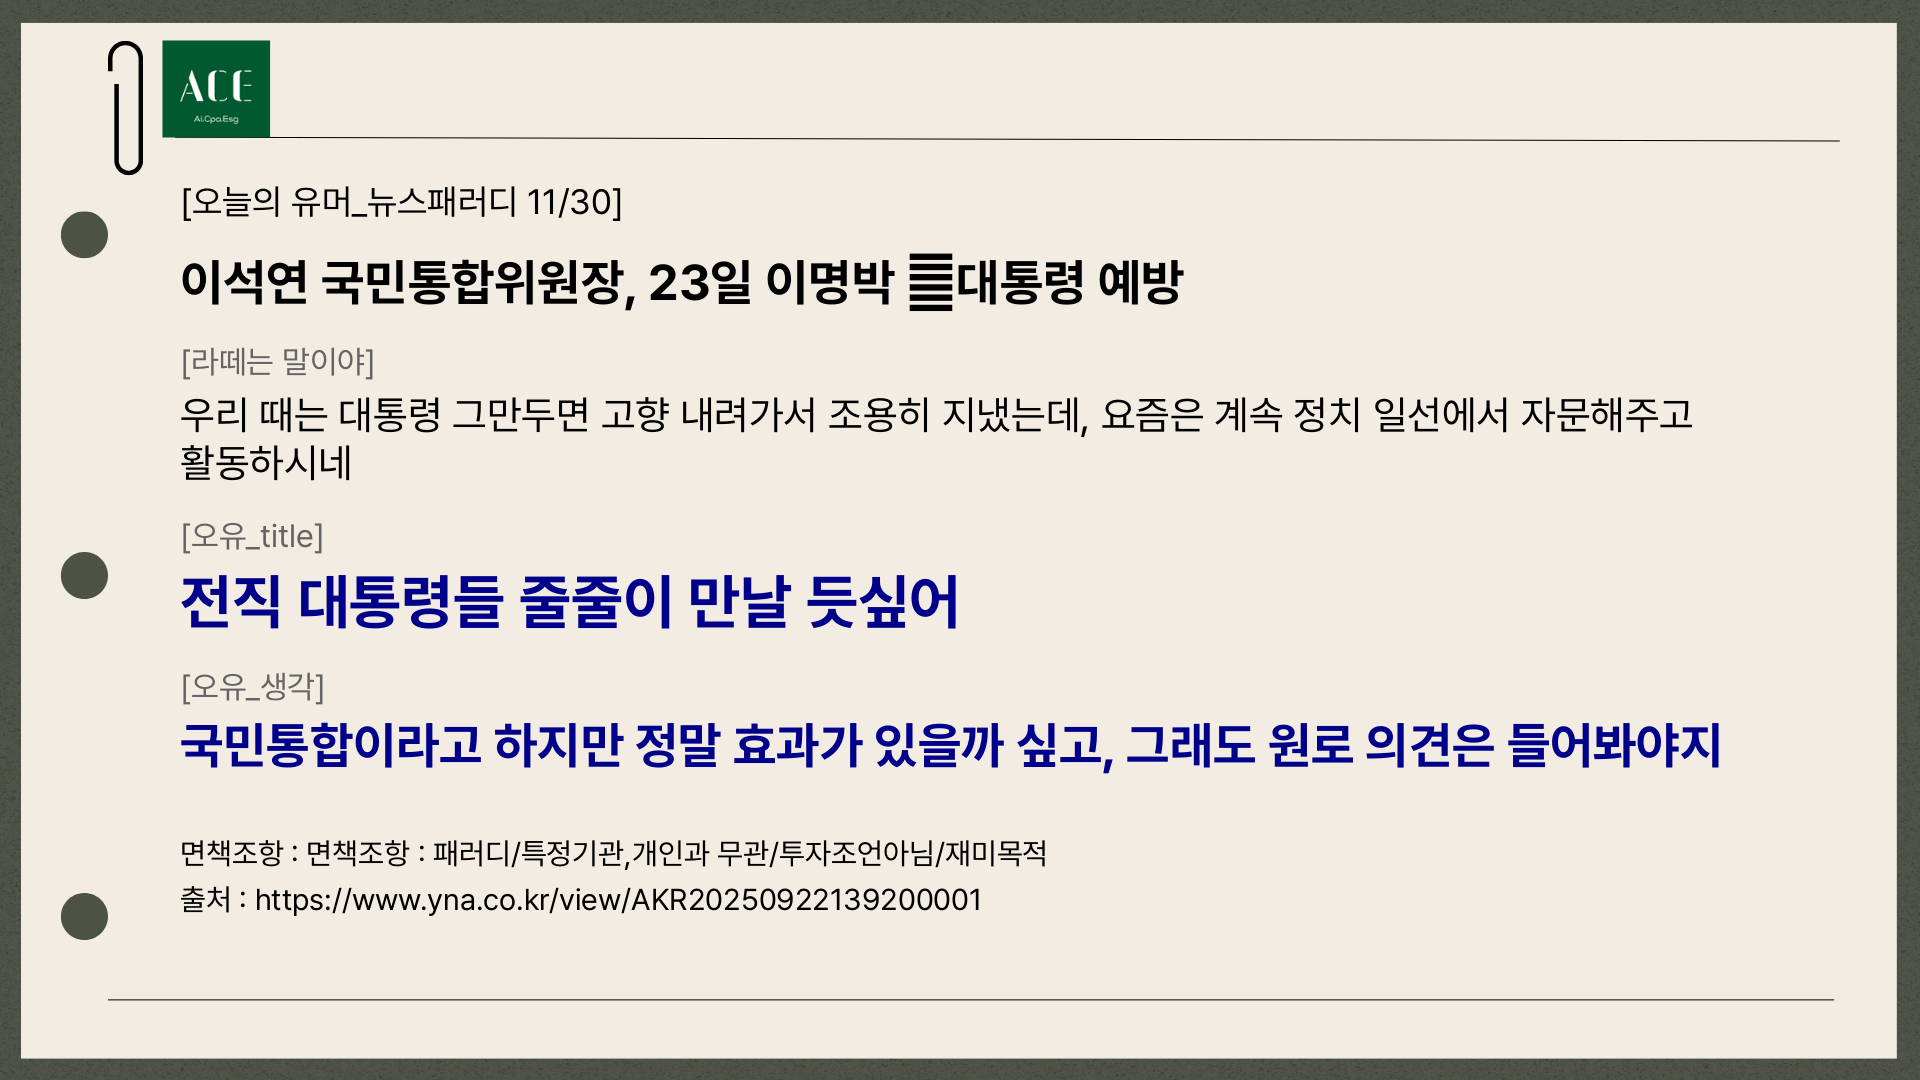 ACE
Ai.Cpa.Esg
[오늘의 유머_뉴스패러디 11/30]
이석연 국민통합위원장, 23일 이명박 대통령 예방
[라떼는 말이야]
우리 때는 대통령 그만두면 고향 내려가서 조용히 지냈는데, 요즘은 계속 정치 일선에서 자문해주고
활동하시네
[오유_title]
전직 대통령들 줄줄이 만날 듯싶어
[오유_생각]
국민통합이라고 하지만 정말 효과가 있을까 싶고, 그래도 원로 의견은 들어봐야지
면책조항 : 면책조항 : 패러디/특정기관,개인과 무관/투자조언아님/재미목적
출처 : https://www.yna.co.kr/view/AKR20250922139200001